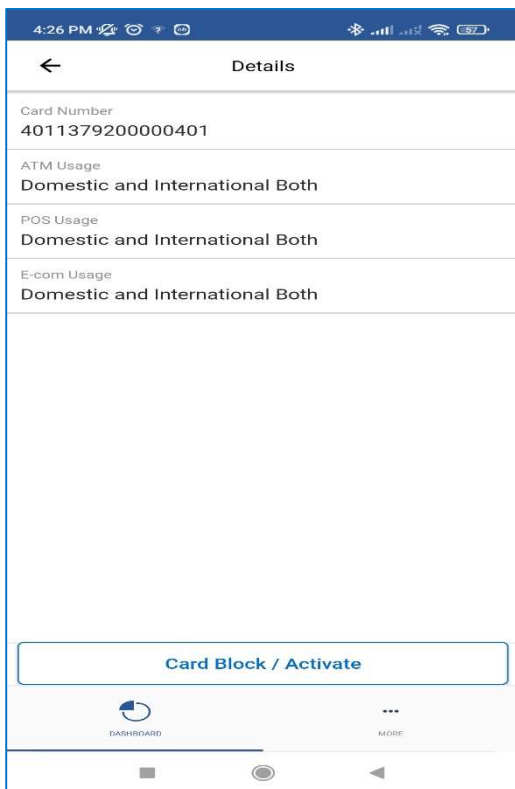 4:26 PM
57
Details
Card Number
4011379200000401
ATM Usage
Domestic and International Both
POS Usage
Domestic and International Both
E-com Usage
Domestic and International Both
Card Block / Activate
DASHBOARD
MORE